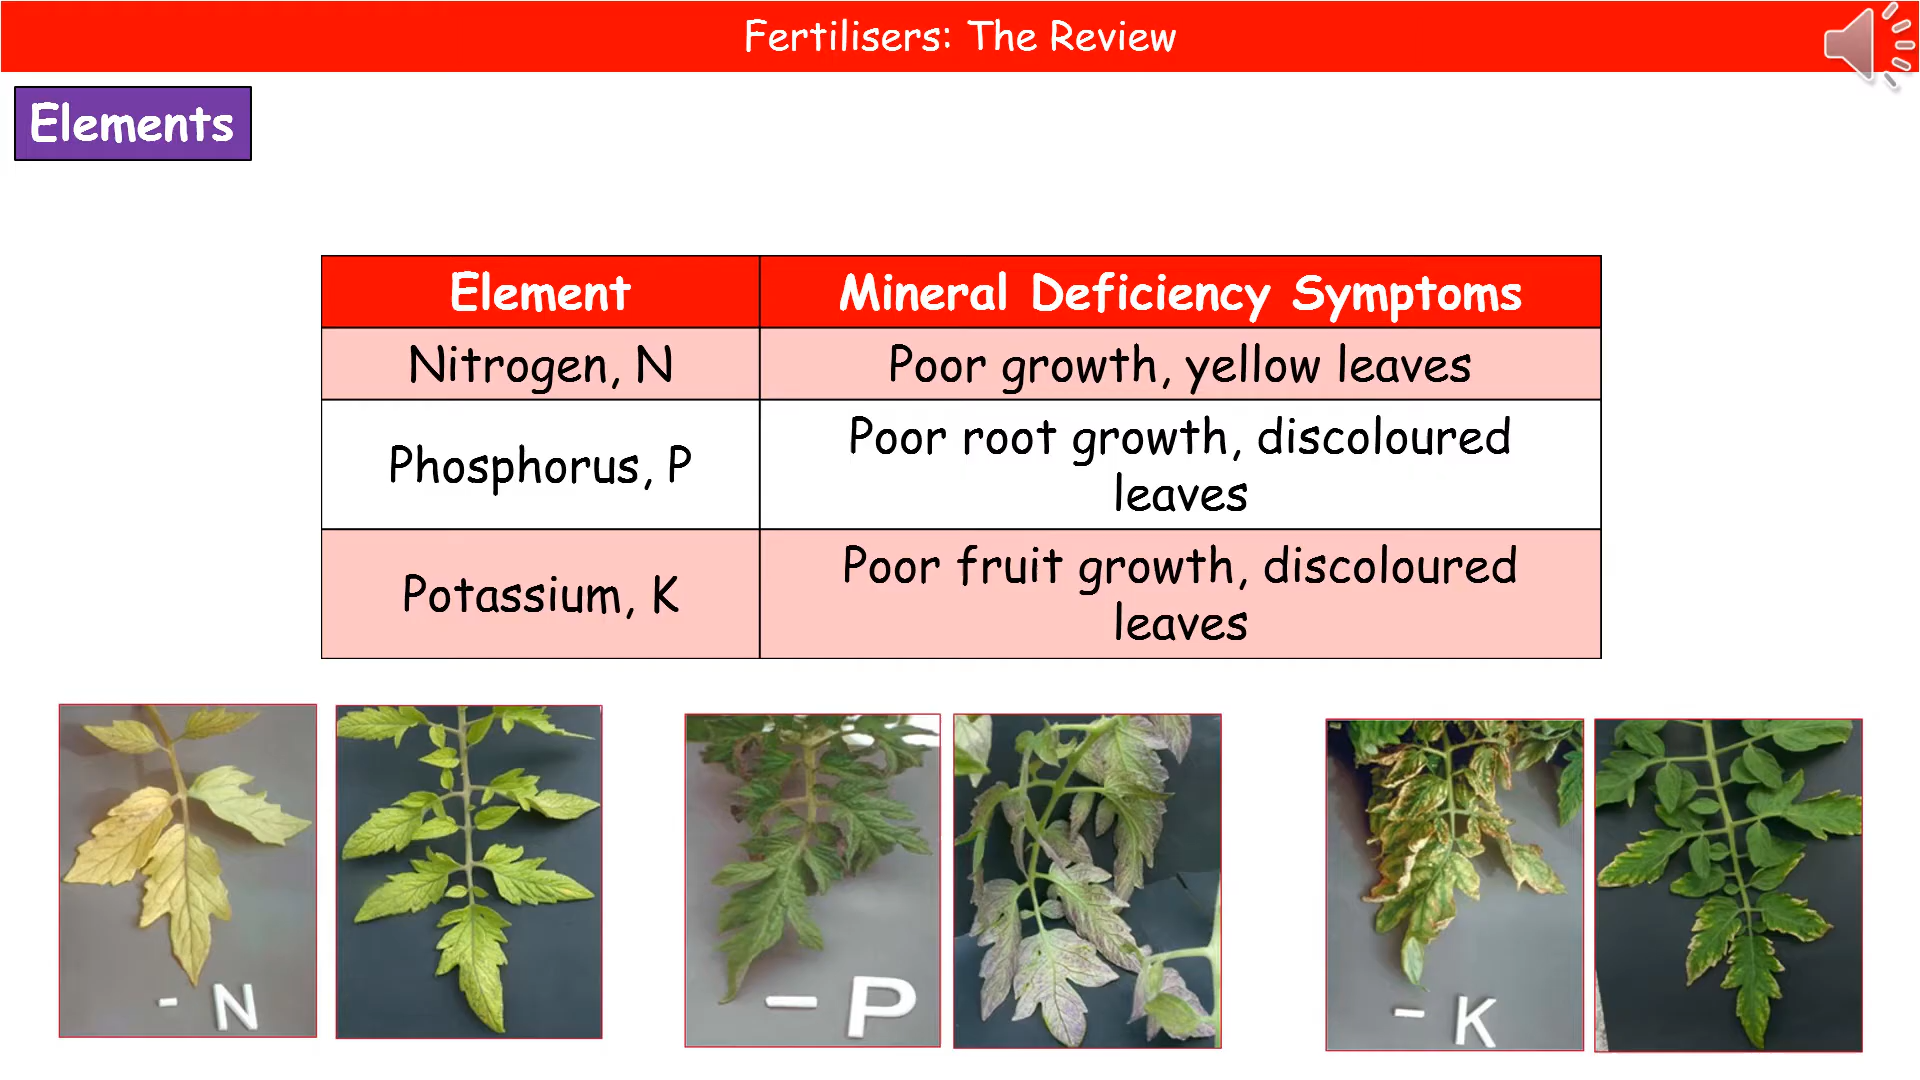 Fertilisers: The Review
Elements
Element
Mineral Deficiency Symptoms
Nitrogen, N
Poor growth, yellow leaves
Phosphorus, P
Poor root growth, discoloured
leaves
Potassium, K
Poor fruit growth, discoloured
leaves
- N
- P
- K